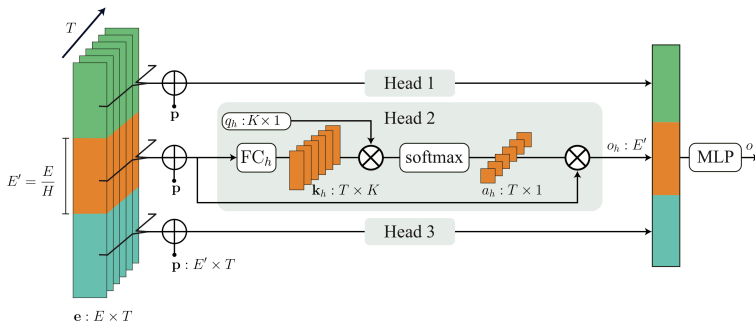 T
Head 1
p
q_h : K × 1
Head 2
E' = E/H
FC_h
softmax
o_h : E'
MLP
o
p
k_h : T × K
a_h : T × 1
Head 3
p : E' × T
e : E × T